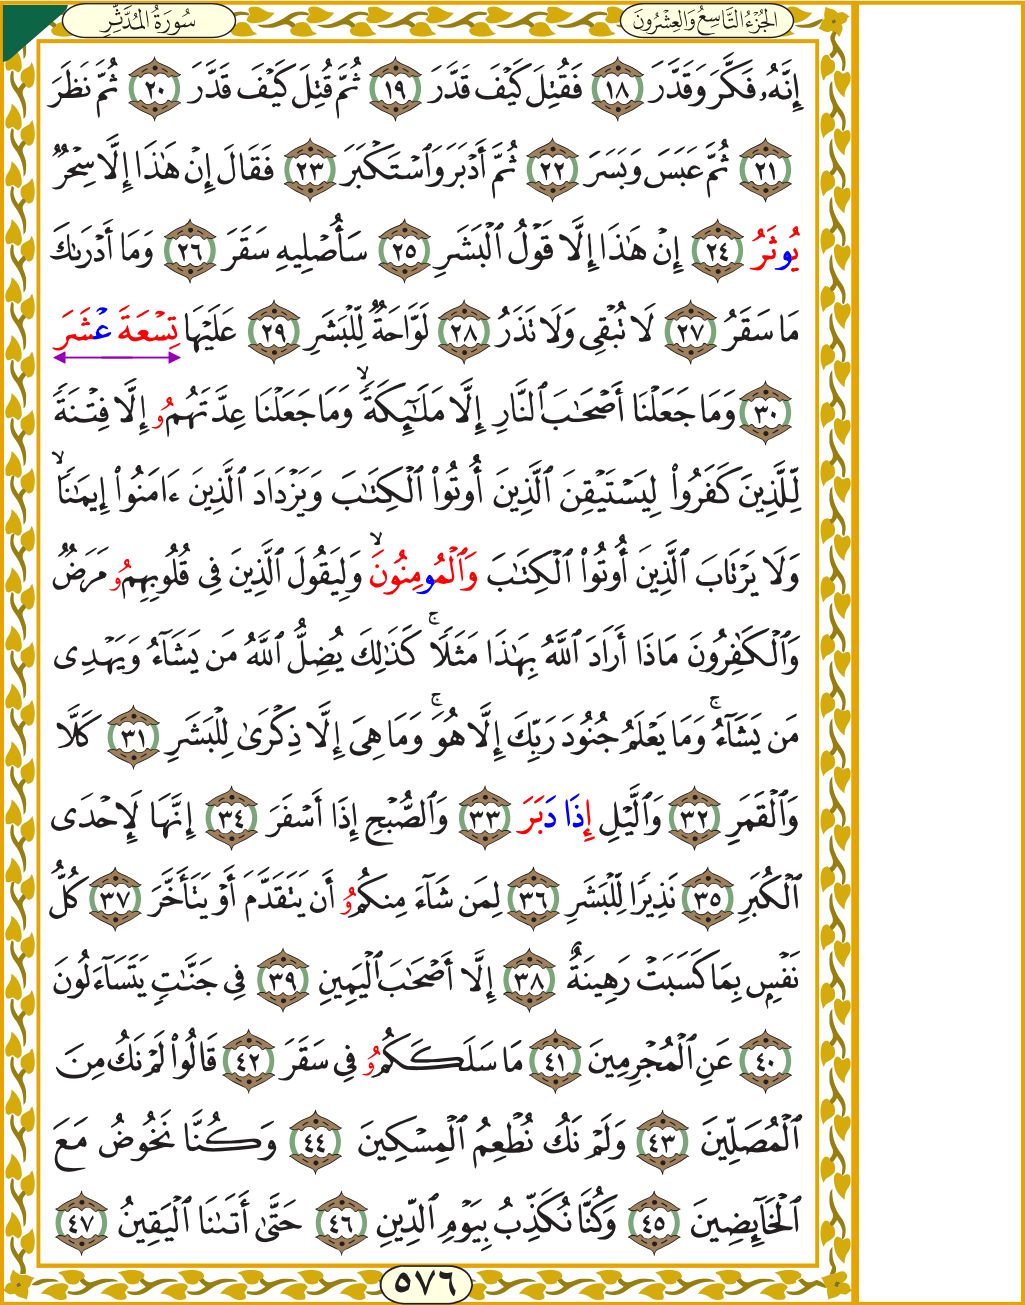 الجُزْءُ التَّاسِعُ وَالعِشْرُونَ
سُورَةُ المُدَّثِّرِ
إِنَّهُۥ فَكَّرَ وَقَدَّرَ ١٨ فَقُتِلَ كَيۡفَ قَدَّرَ ١٩ ثُمَّ قُتِلَ كَيۡفَ قَدَّرَ ٢٠ ثُمَّ نَظَرَ
٢١ ثُمَّ عَبَسَ وَبَسَرَ ٢٢ ثُمَّ أَدۡبَرَ وَٱسۡتَكۡبَرَ ٢٣ فَقَالَ إِنۡ هَٰذَا إِلَّا سِحۡرٌ
يُوثَرُ ٢٤ إِنۡ هَٰذَا إِلَّا قَوۡلُ ٱلۡبَشَرِ ٢٥ سَأُصۡلِيهِ سَقَرَ ٢٦ وَمَا أَدۡرَىٰكَ
مَا سَقَرُ ٢٧ لَا تُبۡقِي وَلَا تَذَرُ ٢٨ لَوَّاحَةٌ لِّلۡبَشَرِ ٢٩ عَلَيۡهَا تِسۡعَةَ عۡشَرَ
٣٠ وَمَا جَعَلۡنَا أَصۡحَٰبَ ٱلنَّارِ إِلَّا مَلَٰٓئِكَةٗۙ وَمَا جَعَلۡنَا عِدَّتَهُمُۥ إِلَّا فِتۡنَةٗ
لِّلَّذِينَ كَفَرُواْ لِيَسۡتَيۡقِنَ ٱلَّذِينَ أُوتُواْ ٱلۡكِتَٰبَ وَيَزۡدَادَ ٱلَّذِينَ ءَامَنُواْ إِيمَٰنٗاۙ
وَلَا يَرۡتَابَ ٱلَّذِينَ أُوتُواْ ٱلۡكِتَٰبَ وَٱلۡمُومِنُونَۙ وَلِيَقُولَ ٱلَّذِينَ فِي قُلُوبِهِمُۥ مَرَضٌ
وَٱلۡكَٰفِرُونَ مَاذَا أَرَادَ ٱللَّهُ بِهَٰذَا مَثَلٗاۚ كَذَٰلِكَ يُضِلُّ ٱللَّهُ مَن يَشَآءُ وَيَهۡدِي
مَن يَشَآءُۚ وَمَا يَعۡلَمُ جُنُودَ رَبِّكَ إِلَّا هُوَۚ وَمَا هِيَ إِلَّا ذِكۡرَىٰ لِلۡبَشَرِ ٣١ كَلَّا
وَٱلۡقَمَرِ ٣٢ وَٱلَّيۡلِ إِذَا دَبَرَ ٣٣ وَٱلصُّبۡحِ إِذَا أَسۡفَرَ ٣٤ إِنَّهَا لَإِحۡدَى
ٱلۡكُبَرِ ٣٥ نَذِيرٗا لِّلۡبَشَرِ ٣٦ لِمَن شَآءَ مِنكُمُۥ أَن يَتَقَدَّمَ أَوۡ يَتَأَخَّرَ ٣٧ كُلُّ
نَفۡسِۭ بِمَا كَسَبَتۡ رَهِينَةٌ ٣٨ إِلَّا أَصۡحَٰبَ ٱلۡيَمِينِ ٣٩ فِي جَنَّٰتٖ يَتَسَآءَلُونَ
٤٠ عَنِ ٱلۡمُجۡرِمِينَ ٤١ مَا سَلَكَكُمُۥ فِي سَقَرَ ٤٢ قَالُواْ لَمۡ نَكُ مِنَ
ٱلۡمُصَلِّينَ ٤٣ وَلَمۡ نَكُ نُطۡعِمُ ٱلۡمِسۡكِينَ ٤٤ وَكُنَّا نَخُوضُ مَعَ
ٱلۡخَآئِضِينَ ٤٥ وَكُنَّا نُكَذِّبُ بِيَوۡمِ ٱلدِّينِ ٤٦ حَتَّىٰ أَتَىٰنَا ٱلۡيَقِينُ ٤٧
٥٧٦